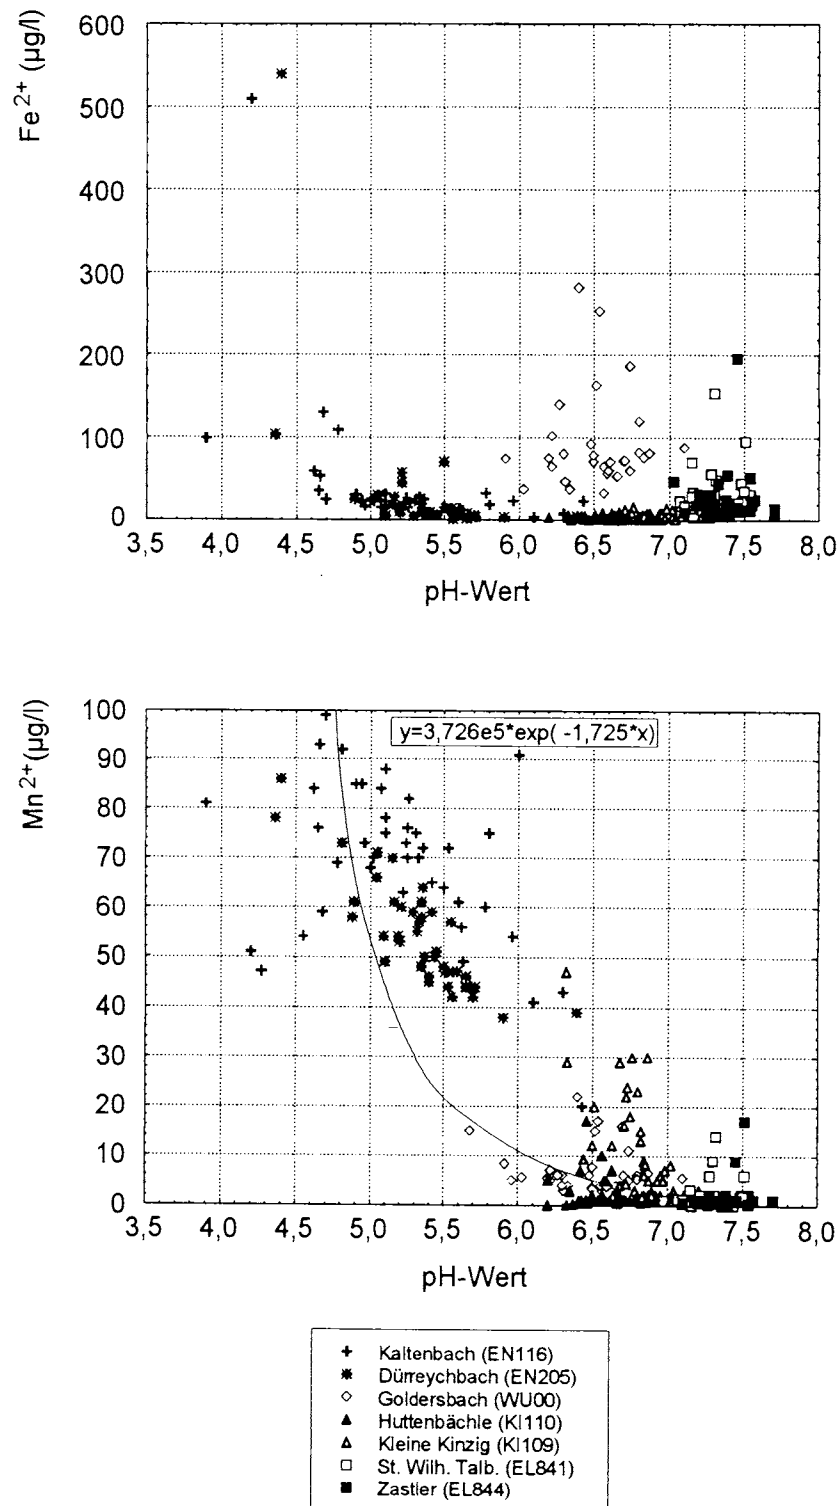 Fe2+ (µg/l)
600
500
400
300
200
100
0
3,5 4,0 4,5 5,0 5,5 6,0 6,5 7,0 7,5 8,0
pH-Wert
Mn2+(µg/l)
y=3,726e5*exp( -1,725*x)
100
90
80
70
60
50
40
30
20
10
0
3,5 4,0 4,5 5,0 5,5 6,0 6,5 7,0 7,5 8,0
pH-Wert
Kaltenbach (EN116)
Dürreychbach (EN205)
Goldersbach (WU00)
Huttenbächle (KI110)
Kleine Kinzig (KI109)
St. Wilh. Talb. (EL841)
Zastler (EL844)